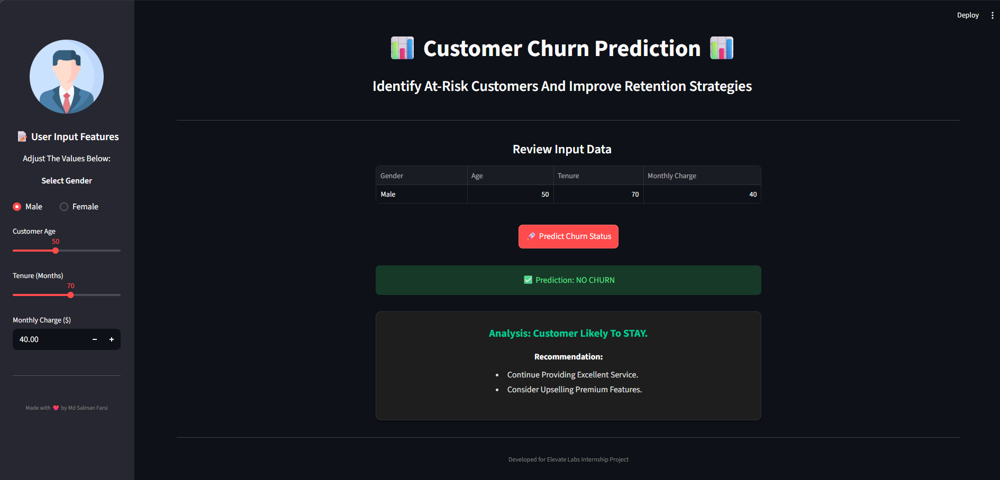 Deploy
📊 Customer Churn Prediction 📊
Identify At-Risk Customers And Improve Retention Strategies
📝 User Input Features
Adjust The Values Below:
Select Gender
Male Female
Customer Age
50
Tenure (Months)
70
Monthly Charge ($)
40.00 − +
Made with ❤️ by Md Salman Farsi
Review Input Data
Gender Age Tenure Monthly Charge
Male 50 70 40
🚀 Predict Churn Status
✅ Prediction: NO CHURN
Analysis: Customer Likely To STAY.
Recommendation:
• Continue Providing Excellent Service.
• Consider Upselling Premium Features.
Developed for Elevate Labs Internship Project